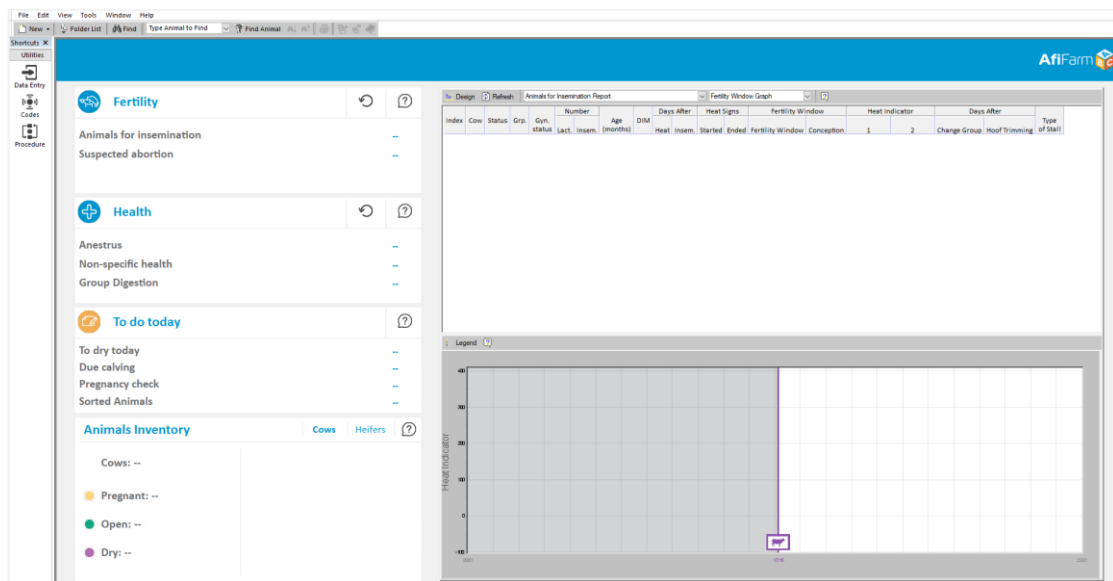 File Edit View Tools Window Help
New Folder List Find Type Animal to Find Find Animal
Shortcuts
Utilities
Data Entry
Codes
Procedure
AfiFarm
Fertility
Animals for insemination --
Suspected abortion --
Health
Anestrus --
Non-specific health --
Group Digestion --
To do today
To dry today --
Due calving --
Pregnancy check --
Sorted Animals --
Animals Inventory Cows Heifers
Cows: --
Pregnant: --
Open: --
Dry: --
Design Refresh Animals for Insemination Report Fertility Window Graph
Number Days After Heat Signs Fertility Window Heat Indicator Days After
Index Cow Status Grp. Gyn. status Lact. Insem. Age (months) DIM Heat Insem. Started Ended Fertility Window Conception 1 2 Change Group Hoof Trimming Type of Stall
Legend
Heat Indicator
400
300
200
100
0
-100